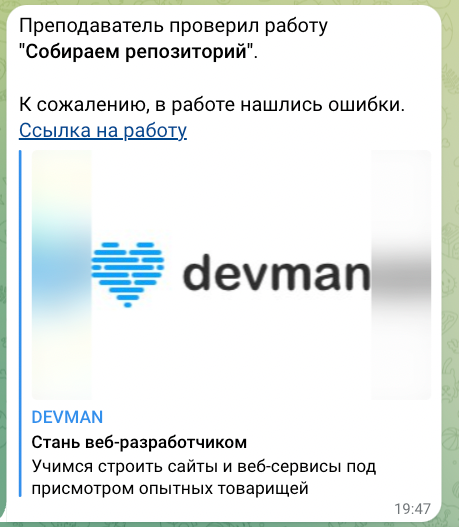 Преподаватель проверил работу
"Собираем репозиторий".
К сожалению, в работе нашлись ошибки.
Ссылка на работу
devman
DEVMAN
Стань веб-разработчиком
Учимся строить сайты и веб-сервисы под
присмотром опытных товарищей
19:47